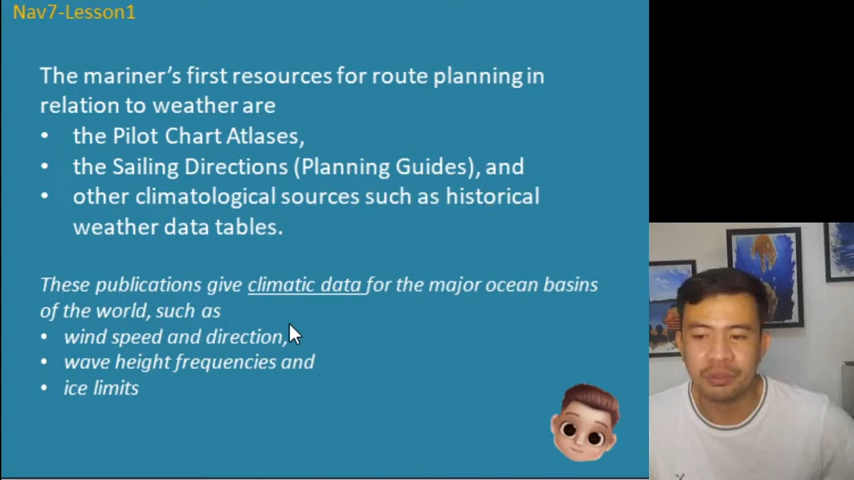 Nav7-Lesson1
The mariner's first resources for route planning in
relation to weather are
• the Pilot Chart Atlases,
• the Sailing Directions (Planning Guides), and
• other climatological sources such as historical
weather data tables.
These publications give climatic data for the major ocean basins
of the world, such as
• wind speed and direction,
• wave height frequencies and
• ice limits